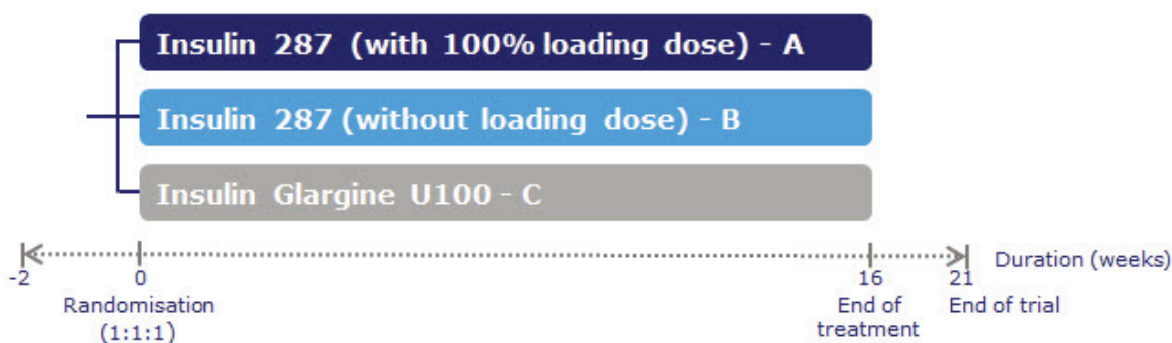 Insulin 287 (with 100% loading dose) - A
Insulin 287 (without loading dose) - B
Insulin Glargine U100 - C
-2 0 16 21 Duration (weeks)
Randomisation End of End of trial
(1:1:1) treatment